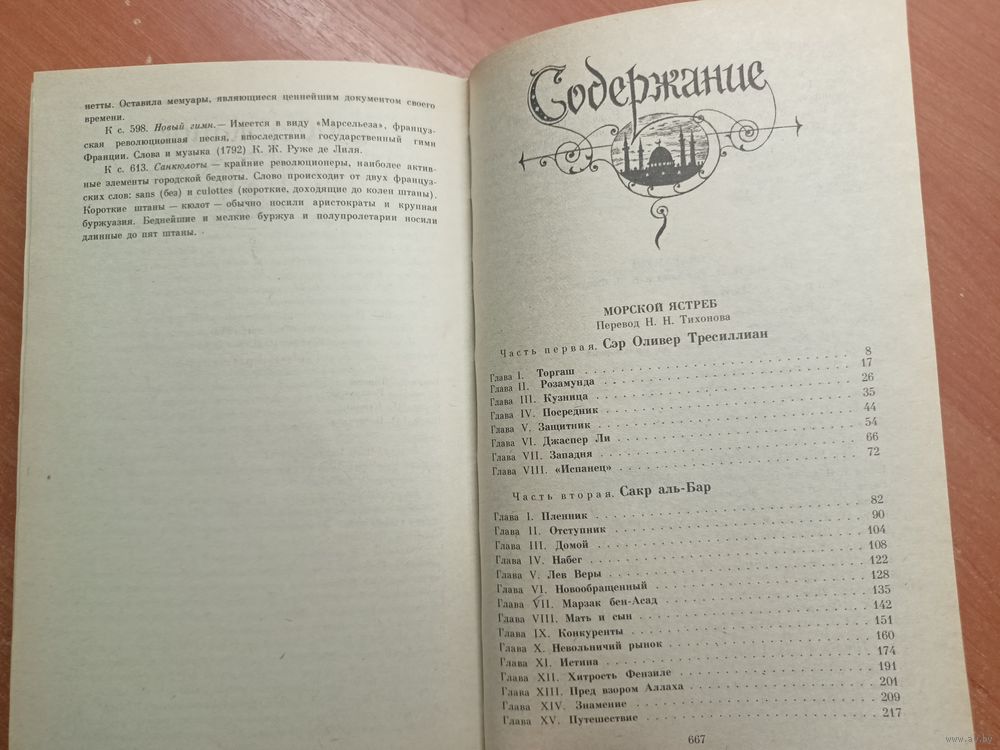 нетты. Оставила мемуары, являющиеся ценнейшим документом своего
времени.
К с. 598. Новый гимн.— Имеется в виду «Марсельеза», француз-
ская революционная песня, впоследствии государственный гимн
Франции. Слова и музыка (1792) К. Ж. Руже де Лиля.
К с. 613. Санкюлоты — крайние революционеры, наиболее актив-
ные элементы городской бедноты. Слово происходит от двух француз-
ских слов: sans (без) и culottes (короткие, доходящие до колен штаны).
Короткие штаны — кюлот — обычно носили аристократы и крупная
буржуазия. Беднейшие и мелкие буржуа и полупролетарии носили
длинные до пят штаны.
Содержание
МОРСКОЙ ЯСТРЕБ
Перевод Н. Н. Тихонова
Часть первая. Сэр Оливер Тресиллиан
Глава I. Торгаш 8
Глава II. Розамунда 17
Глава III. Кузница 26
Глава IV. Посредник 35
Глава V. Защитник 44
Глава VI. Джаспер Ли 54
Глава VII. Западня 66
Глава VIII. «Испанец» 72
Часть вторая. Сакр аль-Бар
Глава I. Пленник 82
Глава II. Отступник 90
Глава III. Домой 104
Глава IV. Набег 108
Глава V. Лев Веры 122
Глава VI. Новообращенный 128
Глава VII. Марзак бен-Асад 135
Глава VIII. Мать и сын 142
Глава IX. Конкуренты 151
Глава X. Невольничий рынок 160
Глава XI. Истина 174
Глава XII. Хитрость Фензиле 191
Глава XIII. Пред взором Аллаха 201
Глава XIV. Знамение 209
Глава XV. Путешествие 217
667
www.ay.by